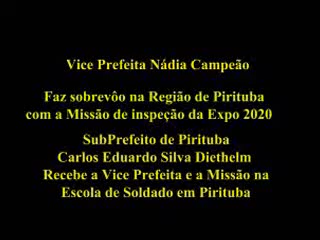 Vice Prefeita Nádia Campeão
Faz sobrevôo na Região de Pirituba
com a Missão de inspeção da Expo 2020
SubPrefeito de Pirituba
Carlos Eduardo Silva Diethelm
Recebe a Vice Prefeita e a Missão na
Escola de Soldado em Pirituba